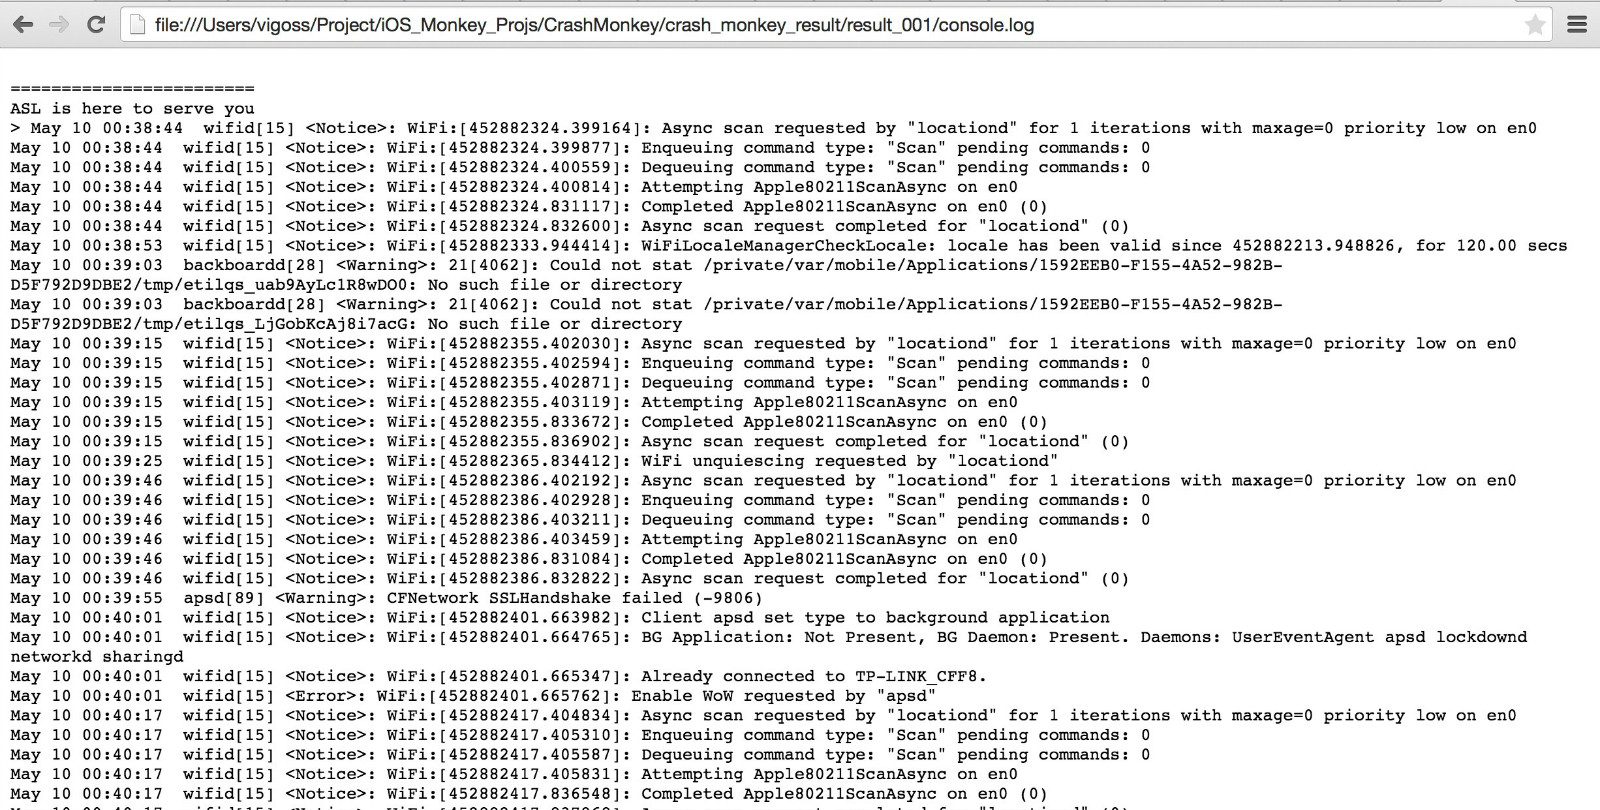 file:///Users/vigoss/Project/iOS_Monkey_Projs/CrashMonkey/crash_monkey_result/result_001/console.log
========================
ASL is here to serve you
> May 10 00:38:44  wifid[15] <Notice>: WiFi:[452882324.399164]: Async scan requested by "locationd" for 1 iterations with maxage=0 priority low on en0
May 10 00:38:44  wifid[15] <Notice>: WiFi:[452882324.399877]: Enqueuing command type: "Scan" pending commands: 0
May 10 00:38:44  wifid[15] <Notice>: WiFi:[452882324.400559]: Dequeuing command type: "Scan" pending commands: 0
May 10 00:38:44  wifid[15] <Notice>: WiFi:[452882324.400814]: Attempting Apple80211ScanAsync on en0
May 10 00:38:44  wifid[15] <Notice>: WiFi:[452882324.831117]: Completed Apple80211ScanAsync on en0 (0)
May 10 00:38:44  wifid[15] <Notice>: WiFi:[452882324.832600]: Async scan request completed for "locationd" (0)
May 10 00:38:53  wifid[15] <Notice>: WiFi:[452882333.944414]: WiFiLocaleManagerCheckLocale: locale has been valid since 452882213.948826, for 120.00 secs
May 10 00:39:03  backboardd[28] <Warning>: 21[4062]: Could not stat /private/var/mobile/Applications/1592EEB0-F155-4A52-982B-
D5F792D9DBE2/tmp/etilqs_uab9AyLc1R8wDO0: No such file or directory
May 10 00:39:03  backboardd[28] <Warning>: 21[4062]: Could not stat /private/var/mobile/Applications/1592EEB0-F155-4A52-982B-
D5F792D9DBE2/tmp/etilqs_LjGobKcAj8i7acG: No such file or directory
May 10 00:39:15  wifid[15] <Notice>: WiFi:[452882355.402030]: Async scan requested by "locationd" for 1 iterations with maxage=0 priority low on en0
May 10 00:39:15  wifid[15] <Notice>: WiFi:[452882355.402594]: Enqueuing command type: "Scan" pending commands: 0
May 10 00:39:15  wifid[15] <Notice>: WiFi:[452882355.402871]: Dequeuing command type: "Scan" pending commands: 0
May 10 00:39:15  wifid[15] <Notice>: WiFi:[452882355.403119]: Attempting Apple80211ScanAsync on en0
May 10 00:39:15  wifid[15] <Notice>: WiFi:[452882355.833672]: Completed Apple80211ScanAsync on en0 (0)
May 10 00:39:15  wifid[15] <Notice>: WiFi:[452882355.836902]: Async scan request completed for "locationd" (0)
May 10 00:39:25  wifid[15] <Notice>: WiFi:[452882365.834412]: WiFi unquiescing requested by "locationd"
May 10 00:39:46  wifid[15] <Notice>: WiFi:[452882386.402192]: Async scan requested by "locationd" for 1 iterations with maxage=0 priority low on en0
May 10 00:39:46  wifid[15] <Notice>: WiFi:[452882386.402928]: Enqueuing command type: "Scan" pending commands: 0
May 10 00:39:46  wifid[15] <Notice>: WiFi:[452882386.403211]: Dequeuing command type: "Scan" pending commands: 0
May 10 00:39:46  wifid[15] <Notice>: WiFi:[452882386.403459]: Attempting Apple80211ScanAsync on en0
May 10 00:39:46  wifid[15] <Notice>: WiFi:[452882386.831084]: Completed Apple80211ScanAsync on en0 (0)
May 10 00:39:46  wifid[15] <Notice>: WiFi:[452882386.832822]: Async scan request completed for "locationd" (0)
May 10 00:39:55  apsd[89] <Warning>: CFNetwork SSLHandshake failed (-9806)
May 10 00:40:01  wifid[15] <Notice>: WiFi:[452882401.663982]: Client apsd set type to background application
May 10 00:40:01  wifid[15] <Notice>: WiFi:[452882401.664765]: BG Application: Not Present, BG Daemon: Present. Daemons: UserEventAgent apsd lockdownd
networkd sharingd
May 10 00:40:01  wifid[15] <Notice>: WiFi:[452882401.665347]: Already connected to TP-LINK_CFF8.
May 10 00:40:01  wifid[15] <Error>: WiFi:[452882401.665762]: Enable WoW requested by "apsd"
May 10 00:40:17  wifid[15] <Notice>: WiFi:[452882417.404834]: Async scan requested by "locationd" for 1 iterations with maxage=0 priority low on en0
May 10 00:40:17  wifid[15] <Notice>: WiFi:[452882417.405310]: Enqueuing command type: "Scan" pending commands: 0
May 10 00:40:17  wifid[15] <Notice>: WiFi:[452882417.405587]: Dequeuing command type: "Scan" pending commands: 0
May 10 00:40:17  wifid[15] <Notice>: WiFi:[452882417.405831]: Attempting Apple80211ScanAsync on en0
May 10 00:40:17  wifid[15] <Notice>: WiFi:[452882417.836548]: Completed Apple80211ScanAsync on en0 (0)